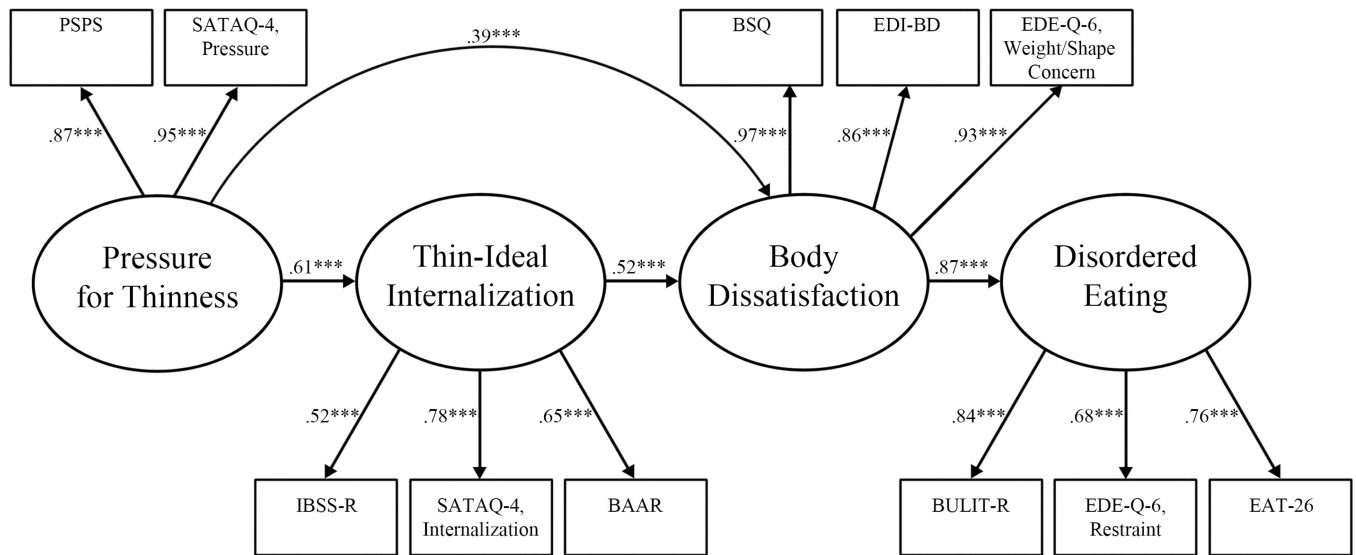 PSPS
SATAQ-4,
Pressure
BSQ
EDI-BD
EDE-Q-6,
Weight/Shape
Concern
.39***
.87***
.95***
.97***
.86***
.93***
Pressure
for Thinness
.61***
Thin-Ideal
Internalization
.52***
Body
Dissatisfaction
.87***
Disordered
Eating
.52***
.78***
.65***
.84***
.68***
.76***
IBSS-R
SATAQ-4,
Internalization
BAAR
BULIT-R
EDE-Q-6,
Restraint
EAT-26